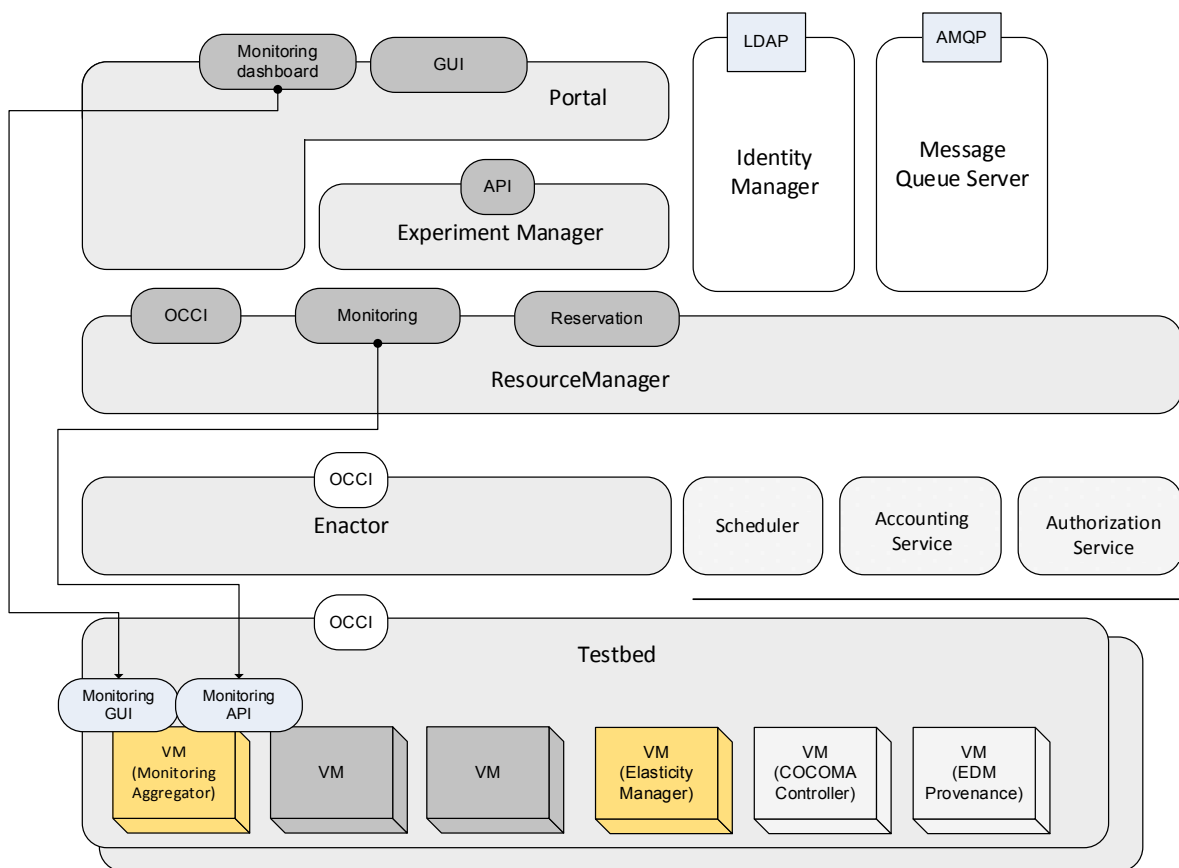 LDAP
AMQP
Monitoring
dashboard
GUI
Portal
Identity
Manager
Message
Queue Server
API
Experiment Manager
OCCI
Monitoring
Reservation
ResourceManager
OCCI
Enactor
Scheduler
Accounting
Service
Authorization
Service
OCCI
Testbed
Monitoring
GUI
Monitoring
API
VM
(Monitoring
Aggregator)
VM
VM
VM
(Elasticity
Manager)
VM
(COCOMA
Controller)
VM
(EDM
Provenance)